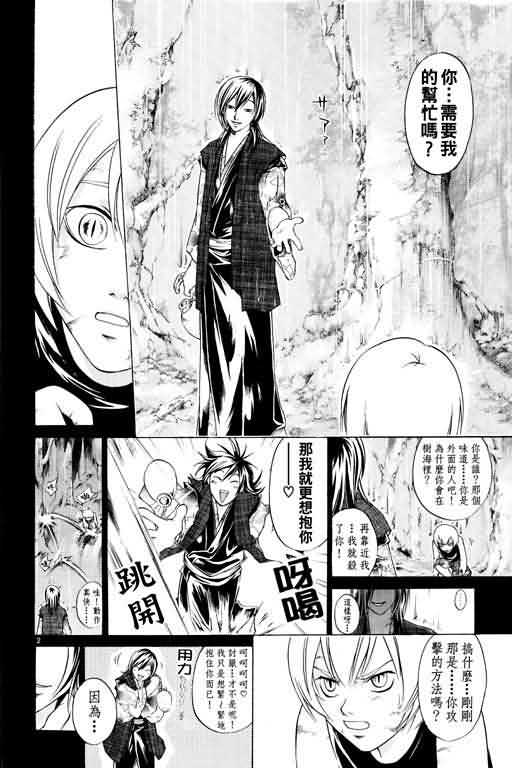 你…需要我
的幫忙嗎？
サァ…
你是誰？那個
味道…你是
外面的人吧！
為什麼你會在
樹海裡？
再靠近我
…我就殺
了你！
這樣呀…
那我就更想抱你
♡
呀喝
跳開
哇！動作
2
搞什麼…剛剛
那是……你攻
擊的方法嗎？
呵呵呵呵♡
討厭…才不是呢！
我只是想緊ㄑ地
抱住你而已！
用力
因為…